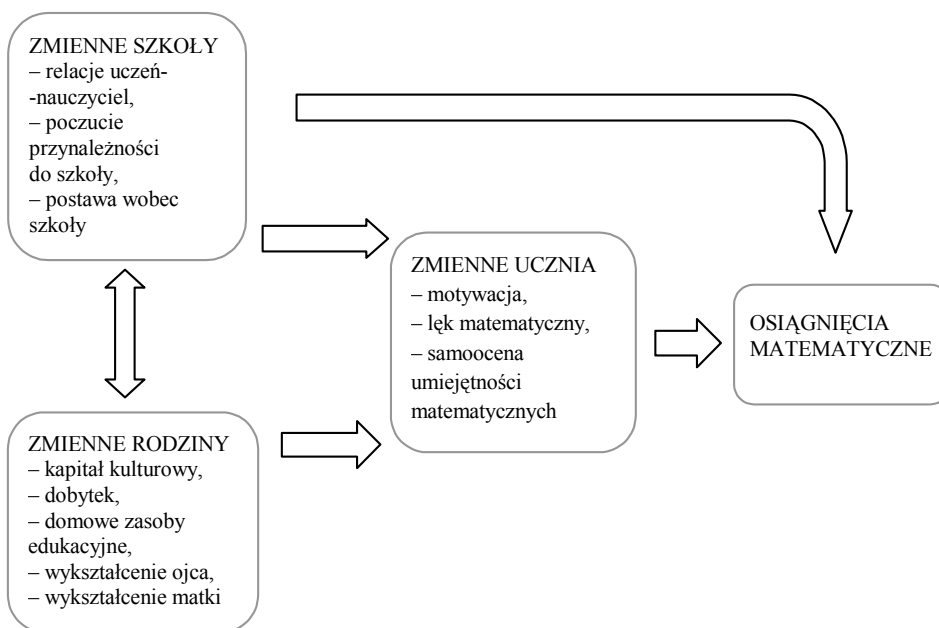 ZMIENNE SZKOŁY
– relacje uczeń-
-nauczyciel,
– poczucie
przynależności
do szkoły,
– postawa wobec
szkoły
ZMIENNE UCZNIA
– motywacja,
– lęk matematyczny,
– samoocena
umiejętności
matematycznych
OSIĄGNIĘCIA
MATEMATYCZNE
ZMIENNE RODZINY
– kapitał kulturowy,
– dobytek,
– domowe zasoby
edukacyjne,
– wykształcenie ojca,
– wykształcenie matki